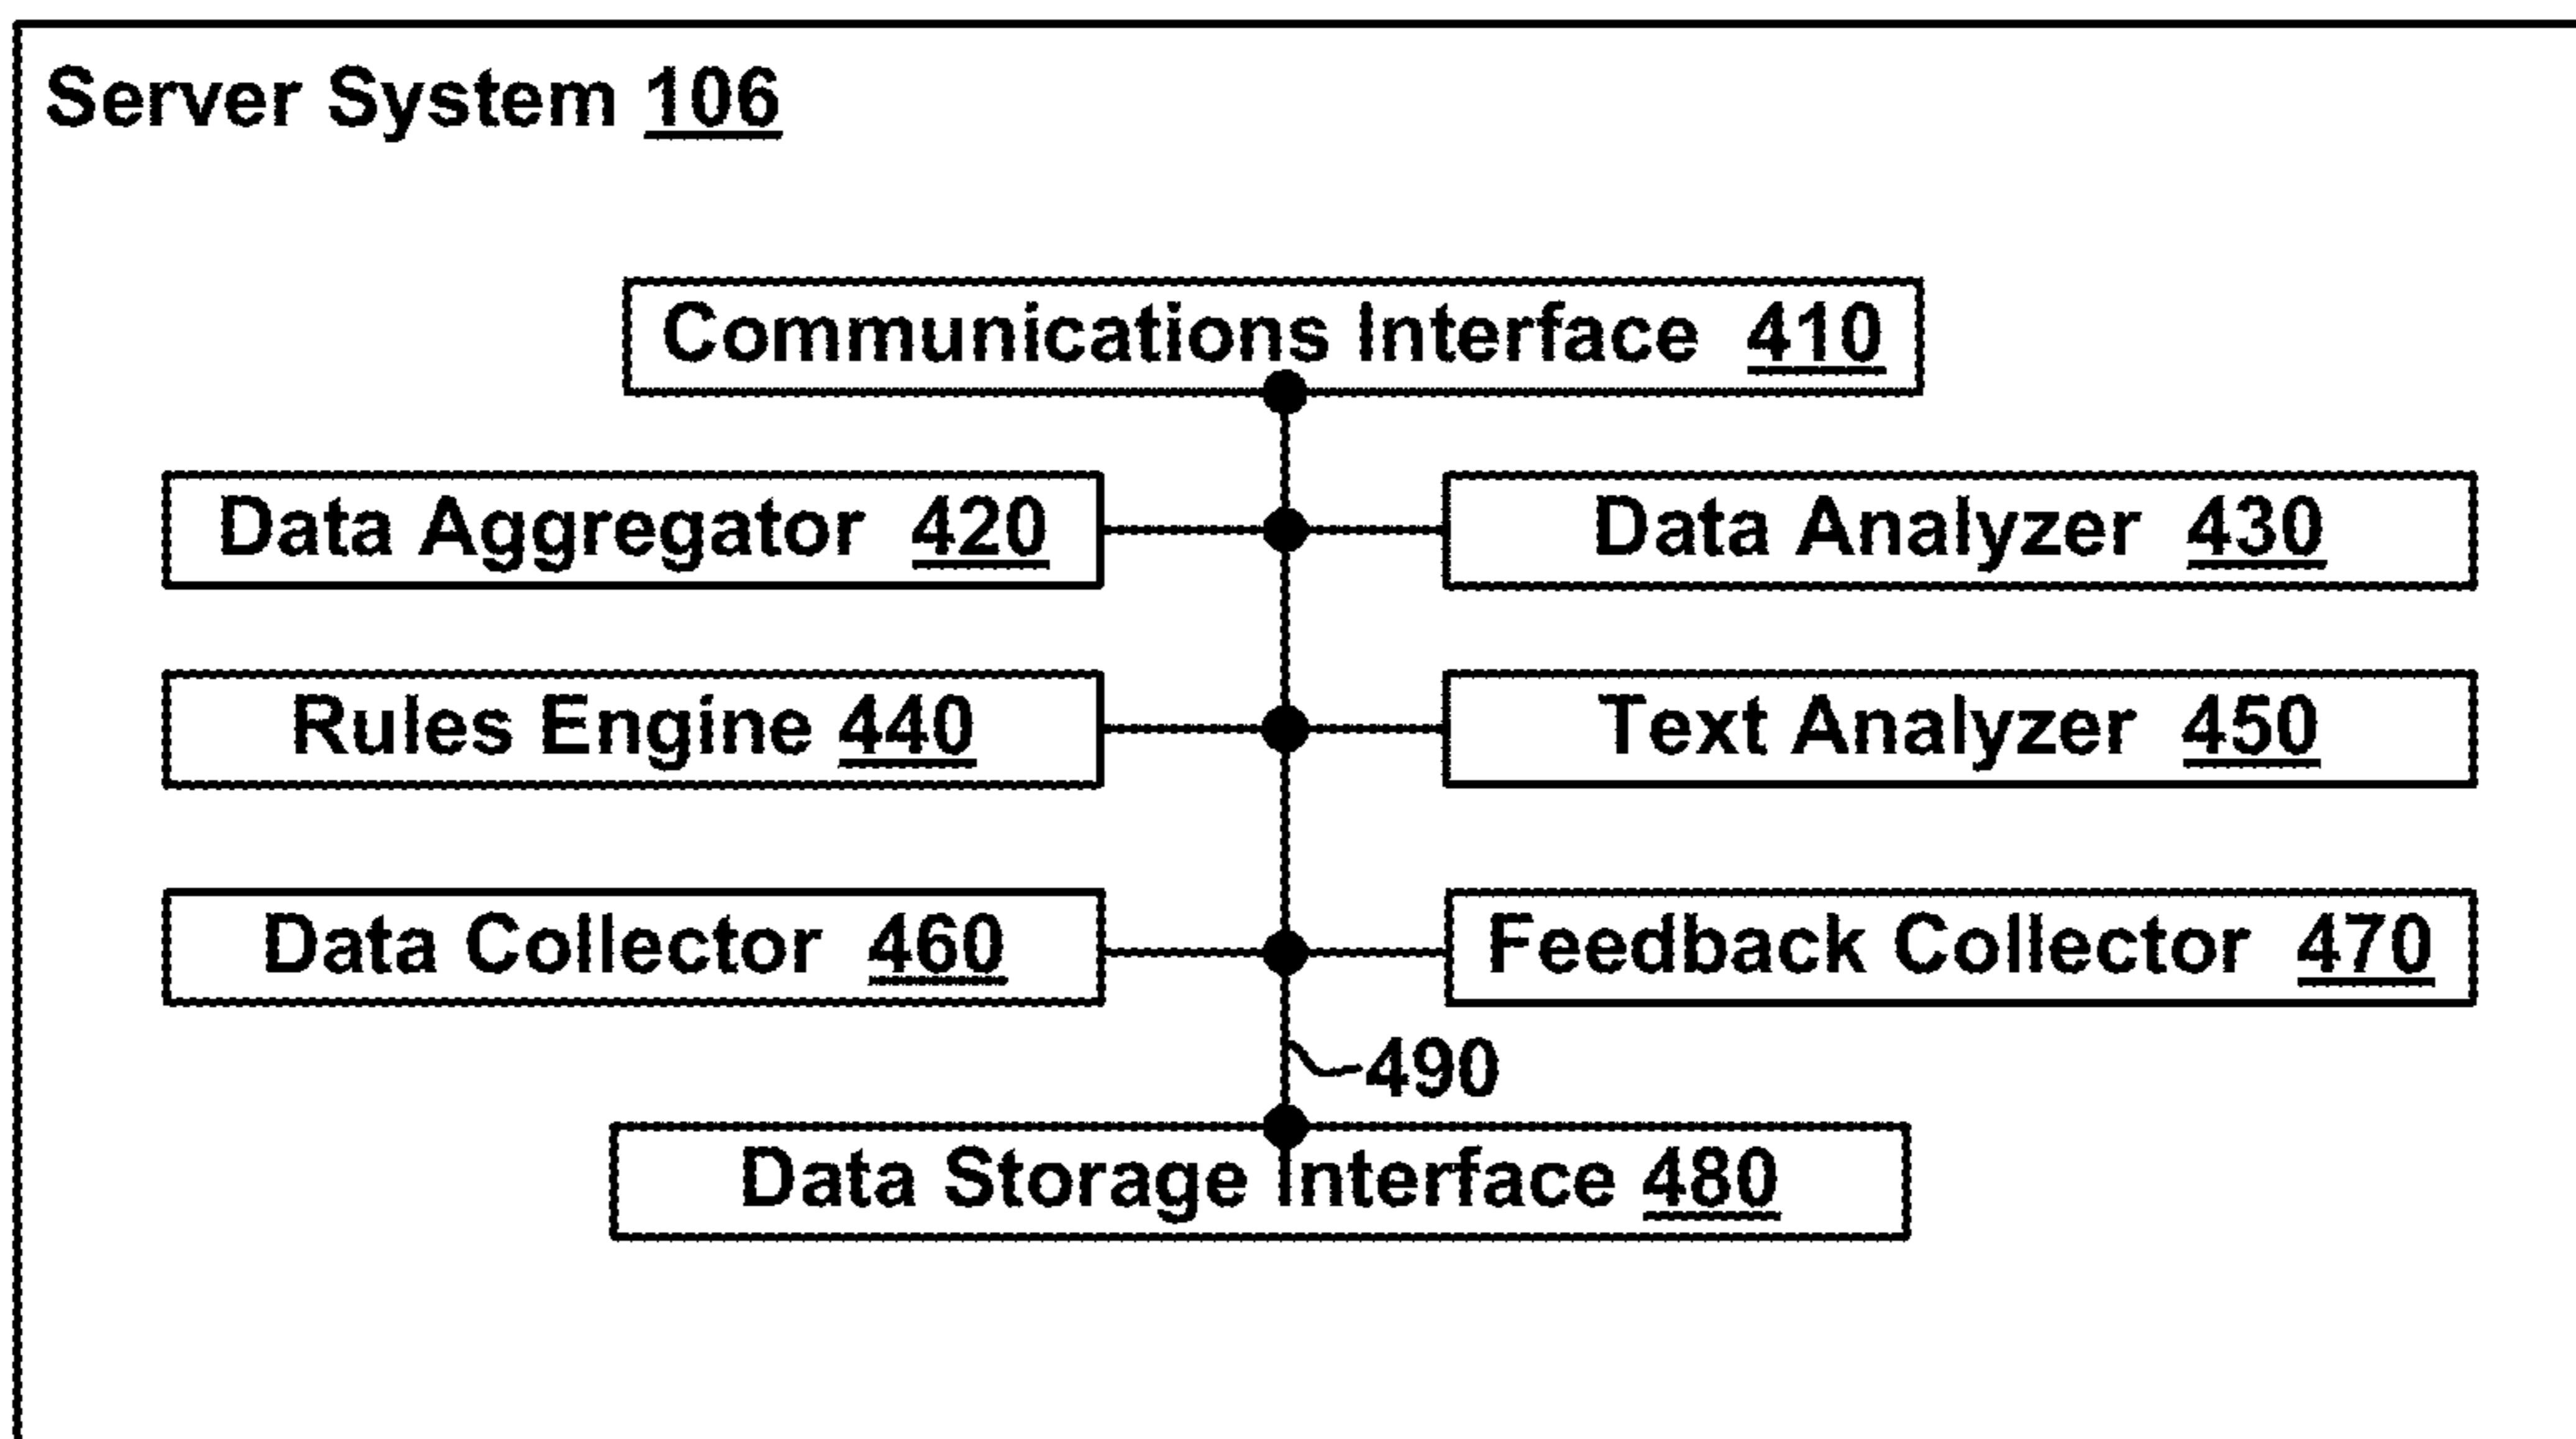 Server System 106
Communications Interface 410
Data Aggregator 420
Data Analyzer 430
Rules Engine 440
Text Analyzer 450
Data Collector 460
Feedback Collector 470
490
Data Storage Interface 480